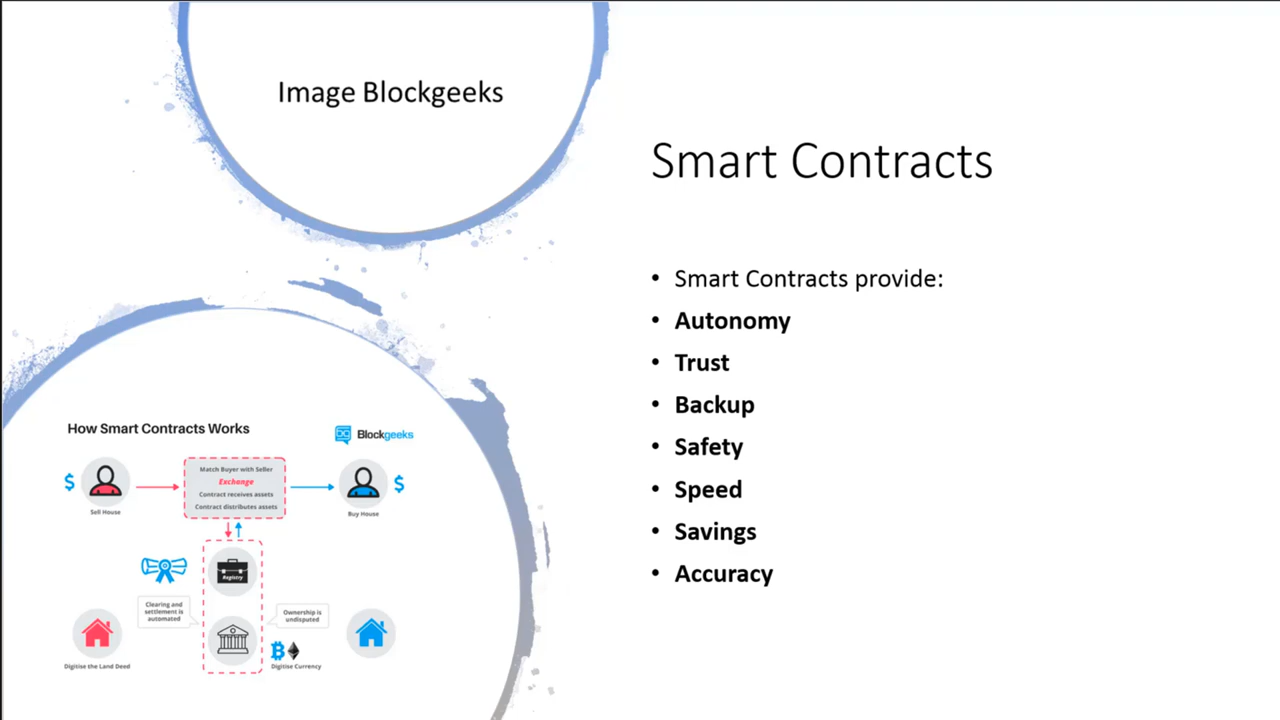 Image Blockgeeks
Smart Contracts
• Smart Contracts provide:
• Autonomy
• Trust
• Backup
• Safety
• Speed
• Savings
• Accuracy
How Smart Contracts Works
Blockgeeks
$
Sell House
Match Buyer with Seller
Exchange
Contract receives assets
Contract distributes assets
$
Buy House
Registry
Clearing and
settlement is
automated
Ownership is
undisputed
Digitise the Land Deed
Digitise Currency